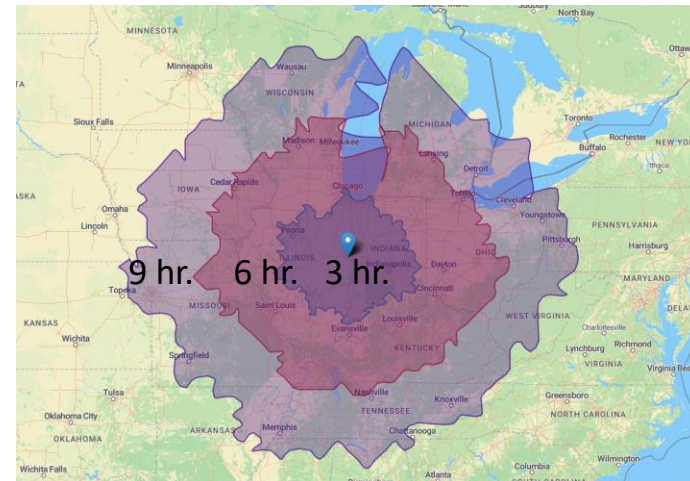 North Bay
MINNESOTA
Ottaw
Minneapolis
Wausau
WISCONSIN
Toronto
Sioux Falls
MICHIGAN
Rochester
Buffalo
NEW YO
Madison
Milwaukee
Lansing
Ithaca
Detroit
IOWA
Cedar Rapids
Chicago
Toledo
Cleveland
ASKA
Omaha
Youngstown
PENNSYLVANIA
Lincoln
Peoria
INDIANA
OHIO
Pittsburgh
Harrisburg
ILLINOIS
Indianapolis
Dayton
9 hr. 6 hr. 3 hr.
MARYLAND
Topeka
Cincinnati
DELA
MISSOURI
Saint Louis
KANSAS
Louisville
WEST VIRGINIA
Charlottesville
Wichita
Evansville
KENTUCKY
Lynchburg
Richmond
Springfield
VIRGINIA
Virginia Bea
Tulsa
Nashville
Knoxville
Greensboro
Oklahoma City
TENNESSEE
NORTH CAROLINA
OKLAHOMA
ARKANSAS
Memphis
Chattanooga
Wichita Falls
Atlanta
Columbia
Wilmington